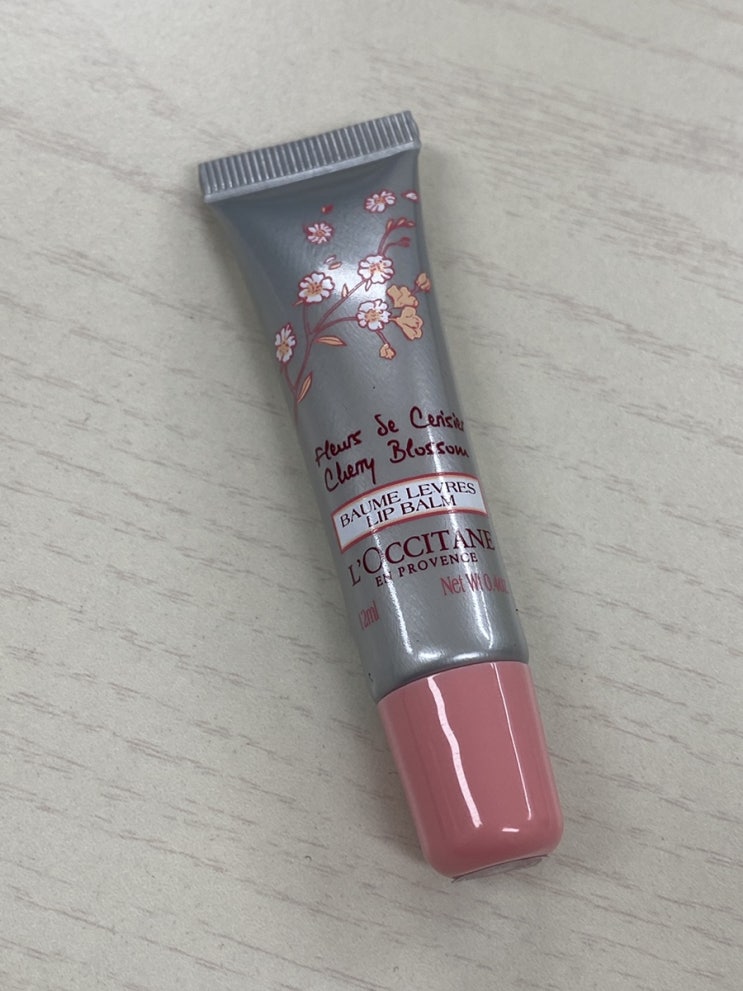 Fleurs de Cerisier
Cherry Blossom
BAUME LEVRES
LIP BALM
L'OCCITANE
EN PROVENCE
12ml
Net Wt 0.4oz.